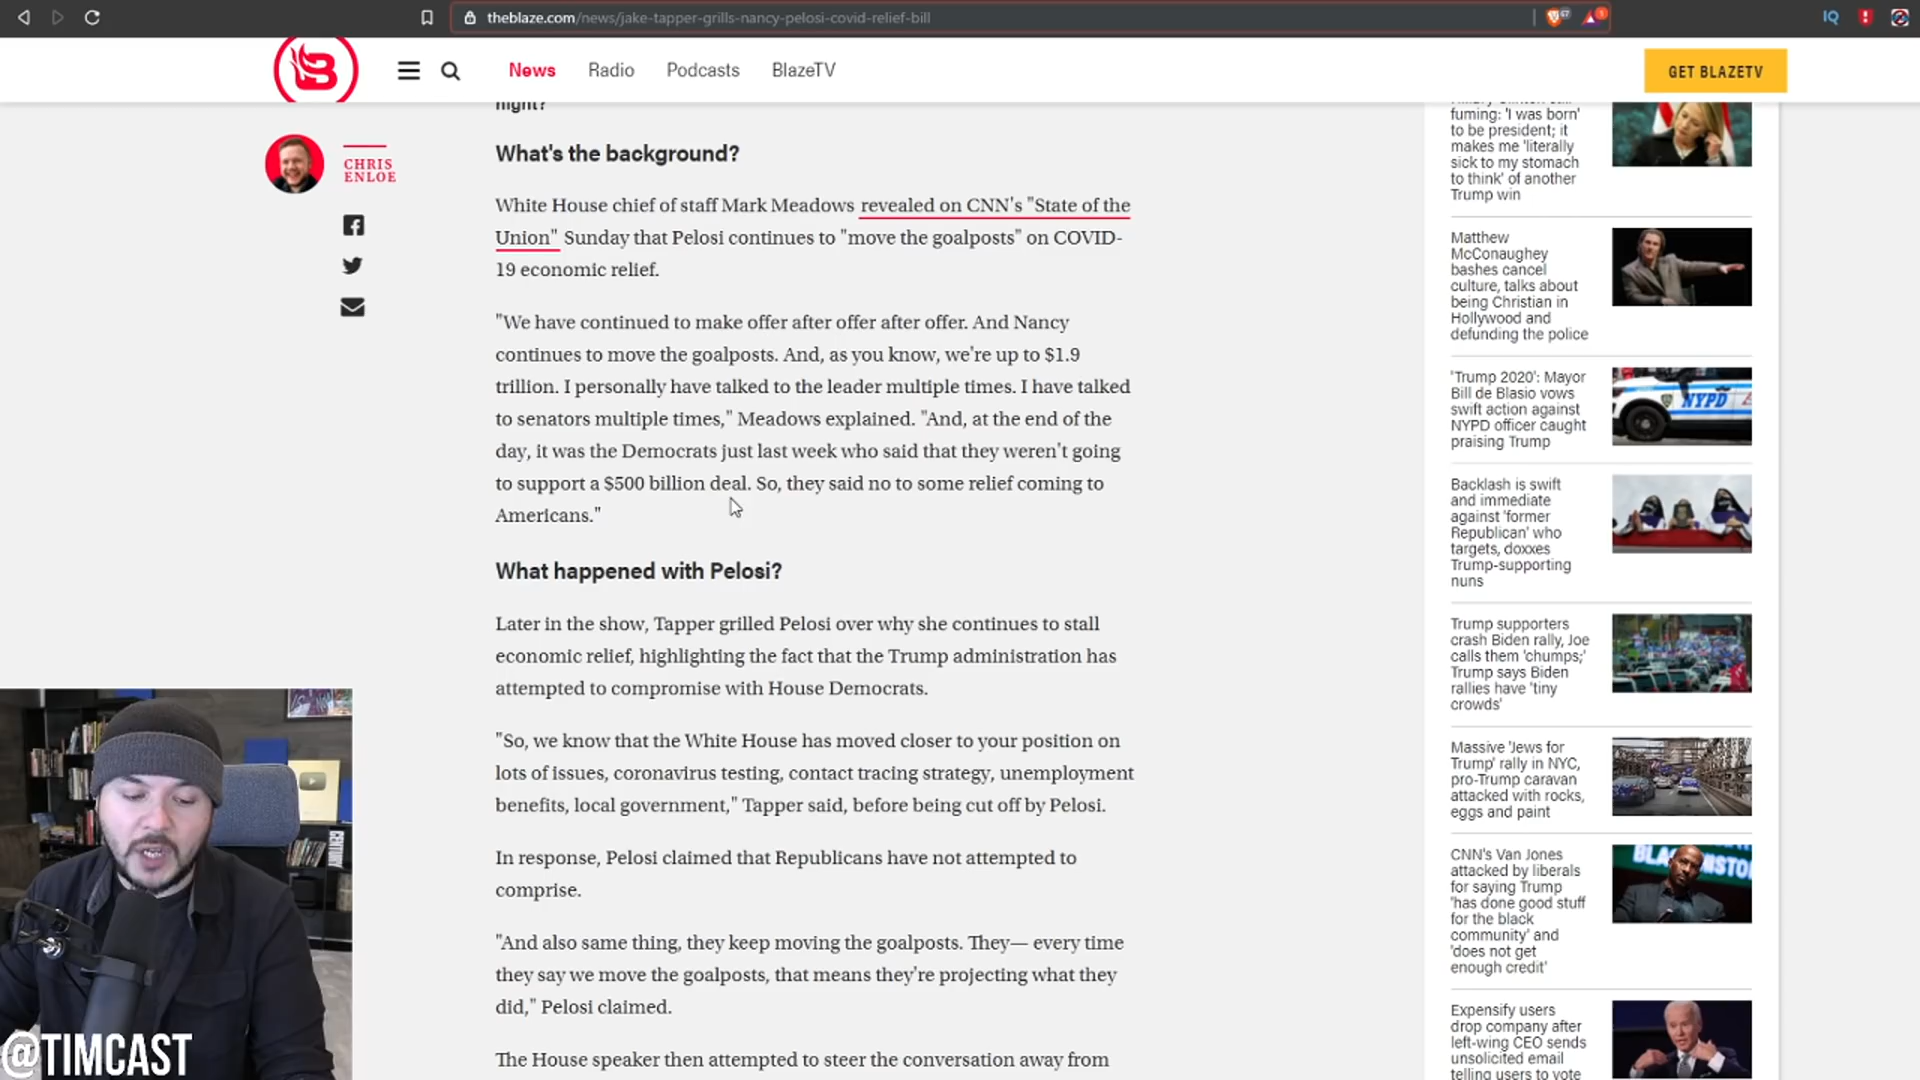 theblaze.com/news/jake-tapper-grills-nancy-pelosi-covid-relief-bill
IQ
News
Radio
Podcasts
BlazeTV
GET BLAZETV
night?
CHRIS
ENLOE
What's the background?
White House chief of staff Mark Meadows revealed on CNN's "State of the
Union" Sunday that Pelosi continues to "move the goalposts" on COVID-
19 economic relief.
"We have continued to make offer after offer after offer. And Nancy
continues to move the goalposts. And, as you know, we're up to $1.9
trillion. I personally have talked to the leader multiple times. I have talked
to senators multiple times," Meadows explained. "And, at the end of the
day, it was the Democrats just last week who said that they weren't going
to support a $500 billion deal. So, they said no to some relief coming to
Americans."
What happened with Pelosi?
Later in the show, Tapper grilled Pelosi over why she continues to stall
economic relief, highlighting the fact that the Trump administration has
attempted to compromise with House Democrats.
"So, we know that the White House has moved closer to your position on
lots of issues, coronavirus testing, contact tracing strategy, unemployment
benefits, local government," Tapper said, before being cut off by Pelosi.
In response, Pelosi claimed that Republicans have not attempted to
comprise.
"And also same thing, they keep moving the goalposts. They— every time
they say we move the goalposts, that means they're projecting what they
did," Pelosi claimed.
The House speaker then attempted to steer the conversation away from
fuming: 'I was born'
to be president; it
makes me 'literally
sick to my stomach
to think' of another
Trump win
Matthew
McConaughey
bashes cancel
culture, talks about
being Christian in
Hollywood and
defunding the police
'Trump 2020': Mayor
Bill de Blasio vows
swift action against
NYPD officer caught
praising Trump
NYPD
Backlash is swift
and immediate
against 'former
Republican' who
targets, doxxes
Trump-supporting
nuns
Trump supporters
crash Biden rally, Joe
calls them 'chumps;'
Trump says Biden
rallies have 'tiny
crowds'
Massive 'Jews for
Trump' rally in NYC,
pro-Trump caravan
attacked with rocks,
eggs and paint
CNN's Van Jones
attacked by liberals
for saying Trump
'has done good stuff
for the black
community' and
'does not get
enough credit'
Expensify users
drop company after
left-wing CEO sends
unsolicited email
telling users to vote
@TIMCAST